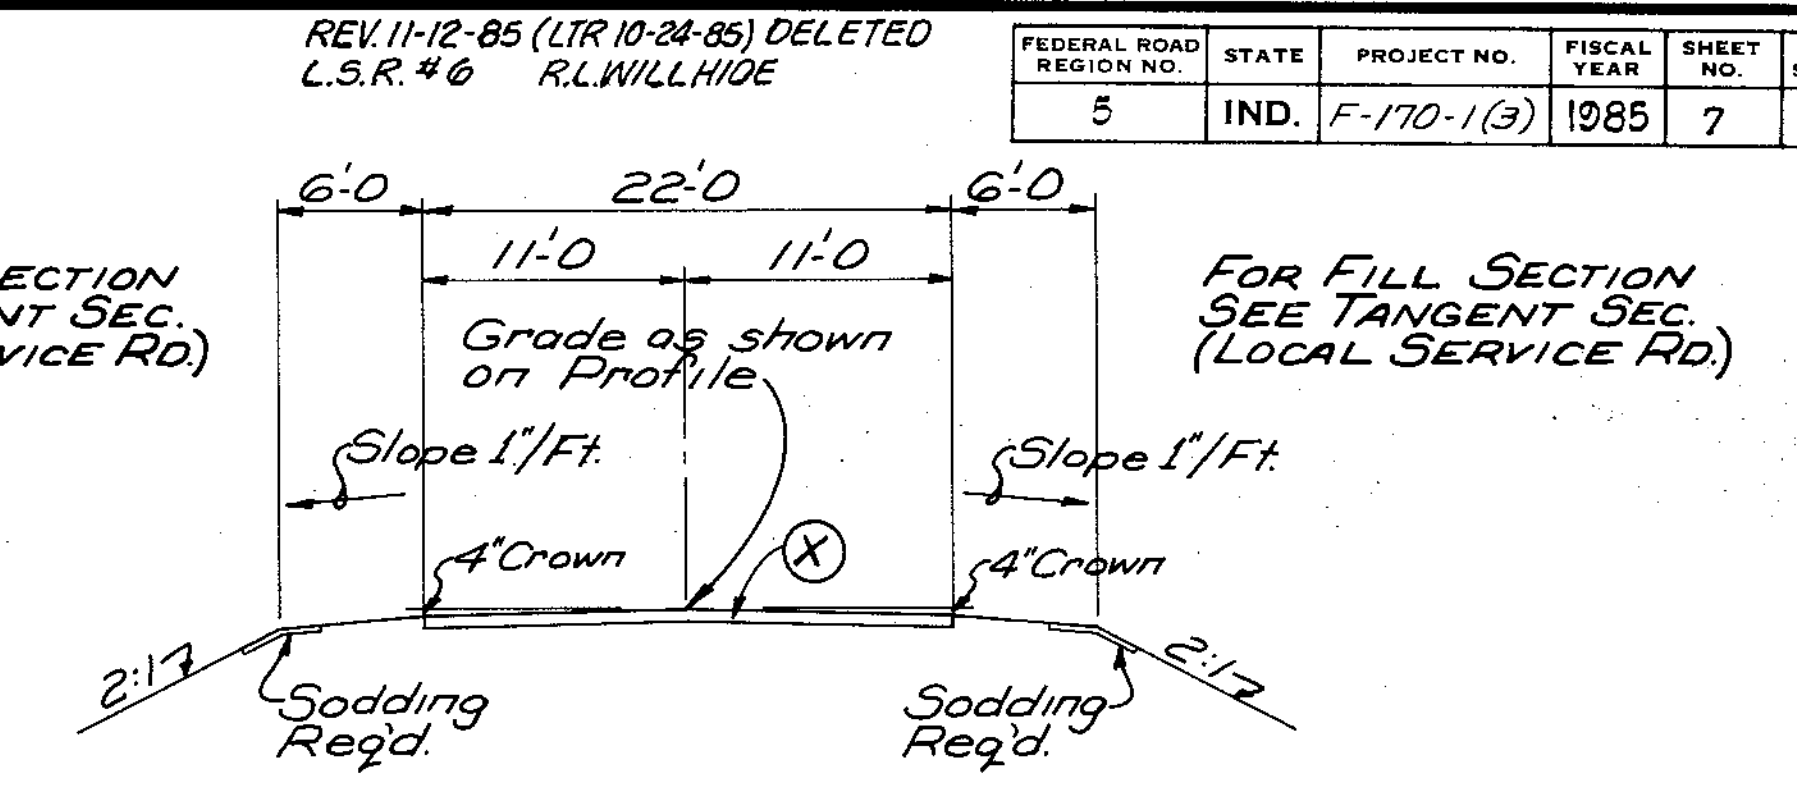 REV. 11-12-85 (LTR 10-24-85) DELETED
L.S.R. #6 R.L. WILLHIDE
FEDERAL ROAD REGION NO.
STATE
PROJECT NO.
FISCAL YEAR
SHEET NO.
5
IND.
F-170-1(3)
1985
7
6'-0
22'-0
6'-0
11'-0
11'-0
ECTION
NT SEC.
VICE RD.)
Grade as shown
on Profile
FOR FILL SECTION
SEE TANGENT SEC.
(LOCAL SERVICE RD.)
Slope 1"/Ft.
Slope 1"/Ft.
4" Crown
X
4" Crown
2:1
2:1
Sodding
Req'd.
Sodding
Req'd.